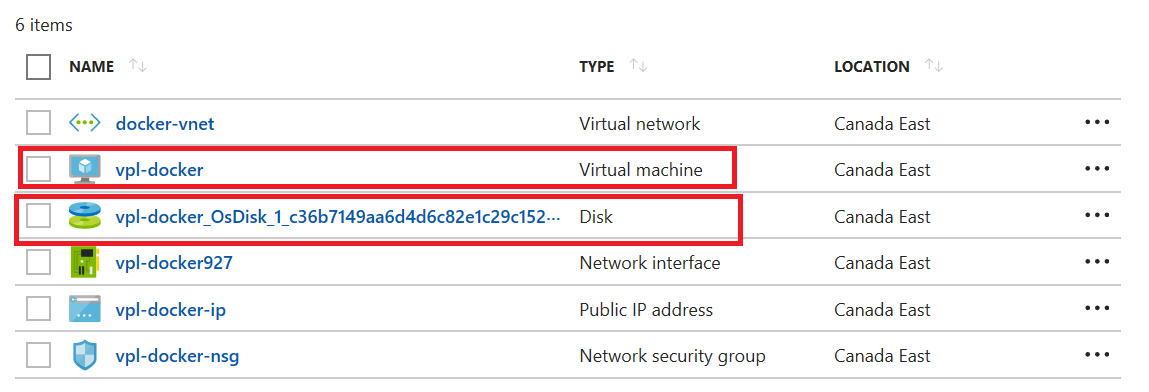 6 items
NAME TYPE LOCATION
docker-vnet Virtual network Canada East
vpl-docker Virtual machine Canada East
vpl-docker_OsDisk_1_c36b7149aa6d4d6c82e1c29c152... Disk Canada East
vpl-docker927 Network interface Canada East
vpl-docker-ip Public IP address Canada East
vpl-docker-nsg Network security group Canada East